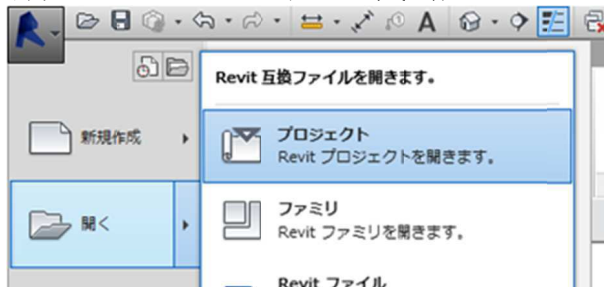 Revit 互換ファイルを開きます。
新規作成
プロジェクト
Revit プロジェクトを開きます。
開く
ファミリ
Revit ファミリを開きます。
Revit ファイル